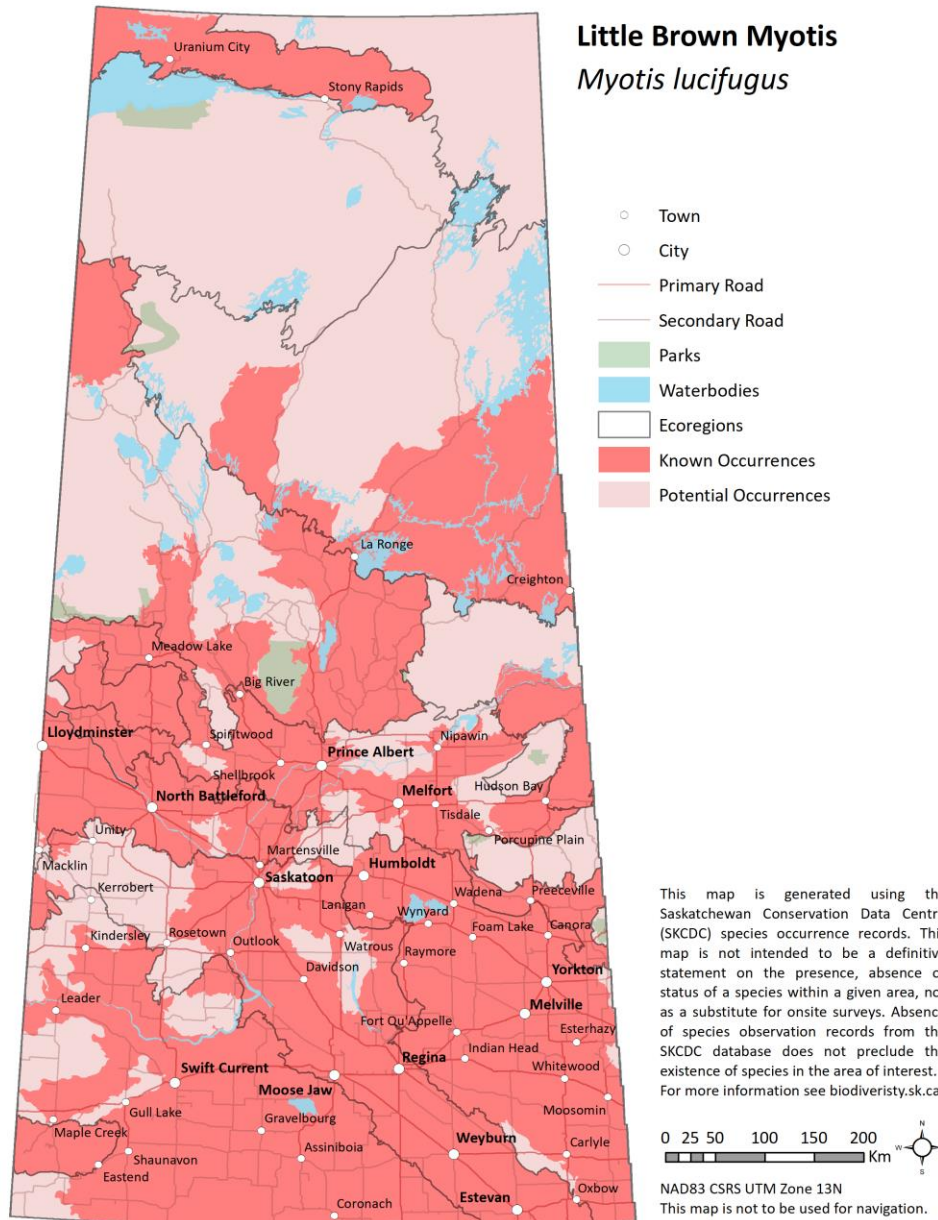 Little Brown Myotis
Myotis lucifugus
Town
City
Primary Road
Secondary Road
Parks
Waterbodies
Ecoregions
Known Occurrences
Potential Occurrences
Uranium City
Stony Rapids
La Ronge
Creighton
Meadow Lake
Big River
Lloydminster
Spiritwood
Nipawin
Prince Albert
Shellbrook
Hudson Bay
North Battleford
Melfort
Tisdale
Unity
Porcupine Plain
Martensville
Macklin
Humboldt
Saskatoon
Kerrobert
Wadena
Preeceville
Lanigan
Wynyard
Kindersley
Rosetown
Outlook
Watrous
Foam Lake
Canora
Raymore
Davidson
Yorkton
Leader
Melville
Fort Qu'Appelle
Esterhazy
Regina
Indian Head
Swift Current
Whitewood
Moose Jaw
Gull Lake
Moosomin
Gravelbourg
Maple Creek
Weyburn
Carlyle
Assiniboia
Shaunavon
Eastend
Oxbow
Coronach
Estevan
This map is generated using th
Saskatchewan Conservation Data Centr
(SKCDC) species occurrence records. Thi
map is not intended to be a definitiv
statement on the presence, absence o
status of a species within a given area, no
as a substitute for onsite surveys. Absenc
of species observation records from th
SKCDC database does not preclude th
existence of species in the area of interest.
For more information see biodiveristy.sk.ca
0 25 50 100 150 200
Km
N
W
S
NAD83 CSRS UTM Zone 13N
This map is not to be used for navigation.